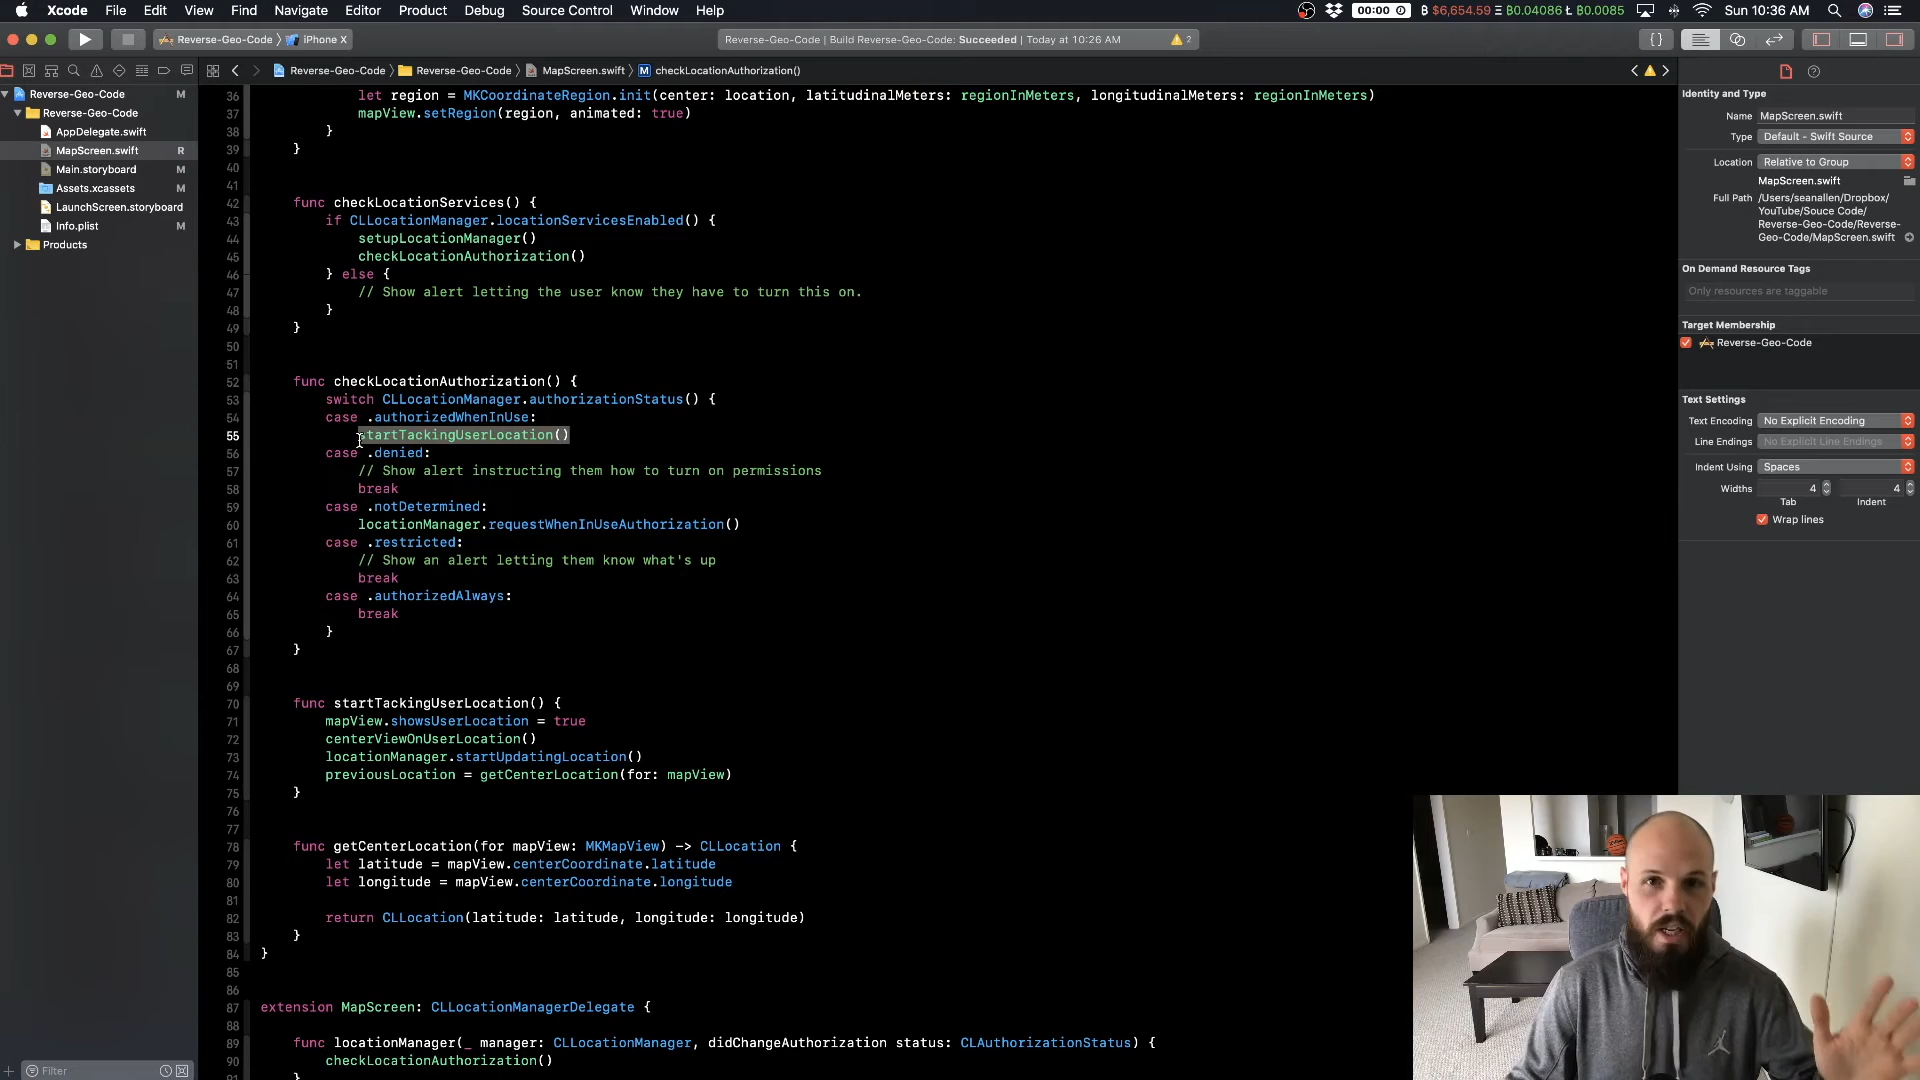 Xcode File Edit View Find Navigate Editor Product Debug Source Control Window Help
00:00 ฿ $6,654.59 Ξ ฿0.04086 Ł ฿0.0085 Sun 10:36 AM
Reverse-Geo-Code iPhone X
Reverse-Geo-Code | Build Reverse-Geo-Code: Succeeded | Today at 10:26 AM 2
Reverse-Geo-Code Reverse-Geo-Code MapScreen.swift M checkLocationAuthorization()
Reverse-Geo-Code M
Reverse-Geo-Code
AppDelegate.swift
MapScreen.swift R
Main.storyboard M
Assets.xcassets M
LaunchScreen.storyboard
Info.plist M
Products
Filter
36 let region = MKCoordinateRegion.init(center: location, latitudinalMeters: regionInMeters, longitudinalMeters: regionInMeters)
37 mapView.setRegion(region, animated: true)
38 }
39 }
40
41
42 func checkLocationServices() {
43 if CLLocationManager.locationServicesEnabled() {
44 setupLocationManager()
45 checkLocationAuthorization()
46 } else {
47 // Show alert letting the user know they have to turn this on.
48 }
49 }
50
51
52 func checkLocationAuthorization() {
53 switch CLLocationManager.authorizationStatus() {
54 case .authorizedWhenInUse:
55 startTackingUserLocation()
56 case .denied:
57 // Show alert instructing them how to turn on permissions
58 break
59 case .notDetermined:
60 locationManager.requestWhenInUseAuthorization()
61 case .restricted:
62 // Show an alert letting them know what's up
63 break
64 case .authorizedAlways:
65 break
66 }
67 }
68
69
70 func startTackingUserLocation() {
71 mapView.showsUserLocation = true
72 centerViewOnUserLocation()
73 locationManager.startUpdatingLocation()
74 previousLocation = getCenterLocation(for: mapView)
75 }
76
77
78 func getCenterLocation(for mapView: MKMapView) -> CLLocation {
79 let latitude = mapView.centerCoordinate.latitude
80 let longitude = mapView.centerCoordinate.longitude
81
82 return CLLocation(latitude: latitude, longitude: longitude)
83 }
84 }
85
86
87 extension MapScreen: CLLocationManagerDelegate {
88
89 func locationManager(_ manager: CLLocationManager, didChangeAuthorization status: CLAuthorizationStatus) {
90 checkLocationAuthorization()
91 }
Identity and Type
Name MapScreen.swift
Type Default - Swift Source
Location Relative to Group
MapScreen.swift
Full Path /Users/seanallen/Dropbox/
YouTube/Souce Code/
Reverse-Geo-Code/Reverse-
Geo-Code/MapScreen.swift
On Demand Resource Tags
Only resources are taggable
Target Membership
Reverse-Geo-Code
Text Settings
Text Encoding No Explicit Encoding
Line Endings No Explicit Line Endings
Indent Using Spaces
Widths 4 4
Tab Indent
Wrap lines